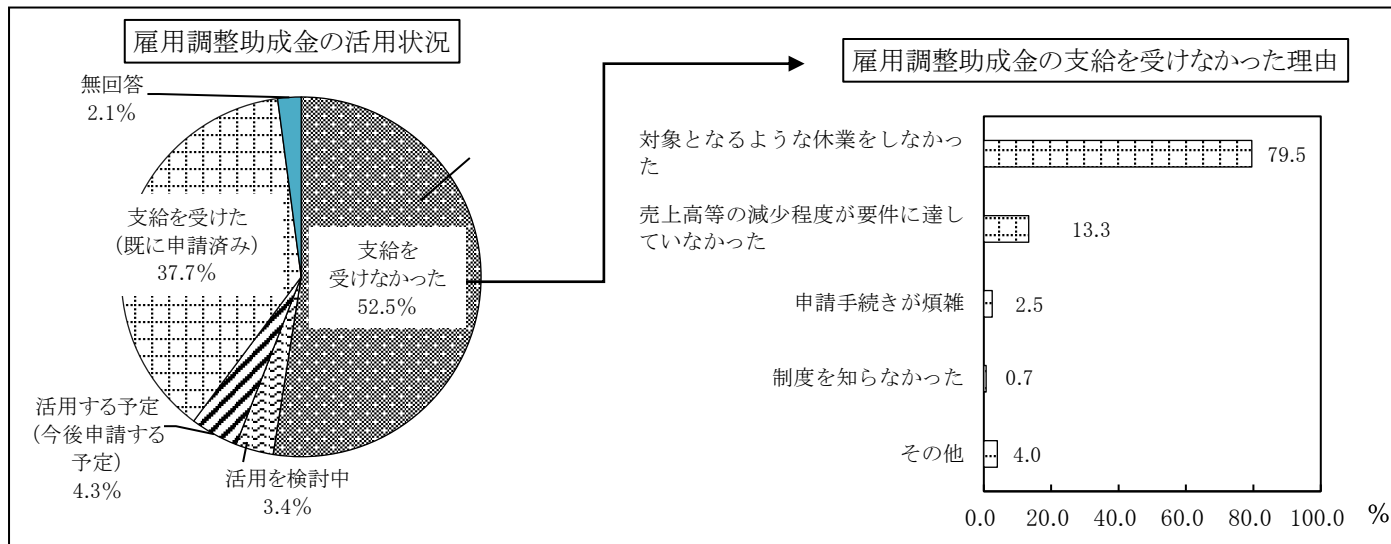 雇用調整助成金の活用状況
無回答
2.1%
支給を受けた
(既に申請済み)
37.7%
支給を
受けなかった
52.5%
活用する予定
(今後申請する
予定)
4.3%
活用を検討中
3.4%
雇用調整助成金の支給を受けなかった理由
対象となるような休業をしなかっ
た
79.5
売上高等の減少程度が要件に達し
ていなかった
13.3
申請手続きが煩雑
2.5
制度を知らなかった
0.7
その他
4.0
0.0 20.0 40.0 60.0 80.0 100.0 %